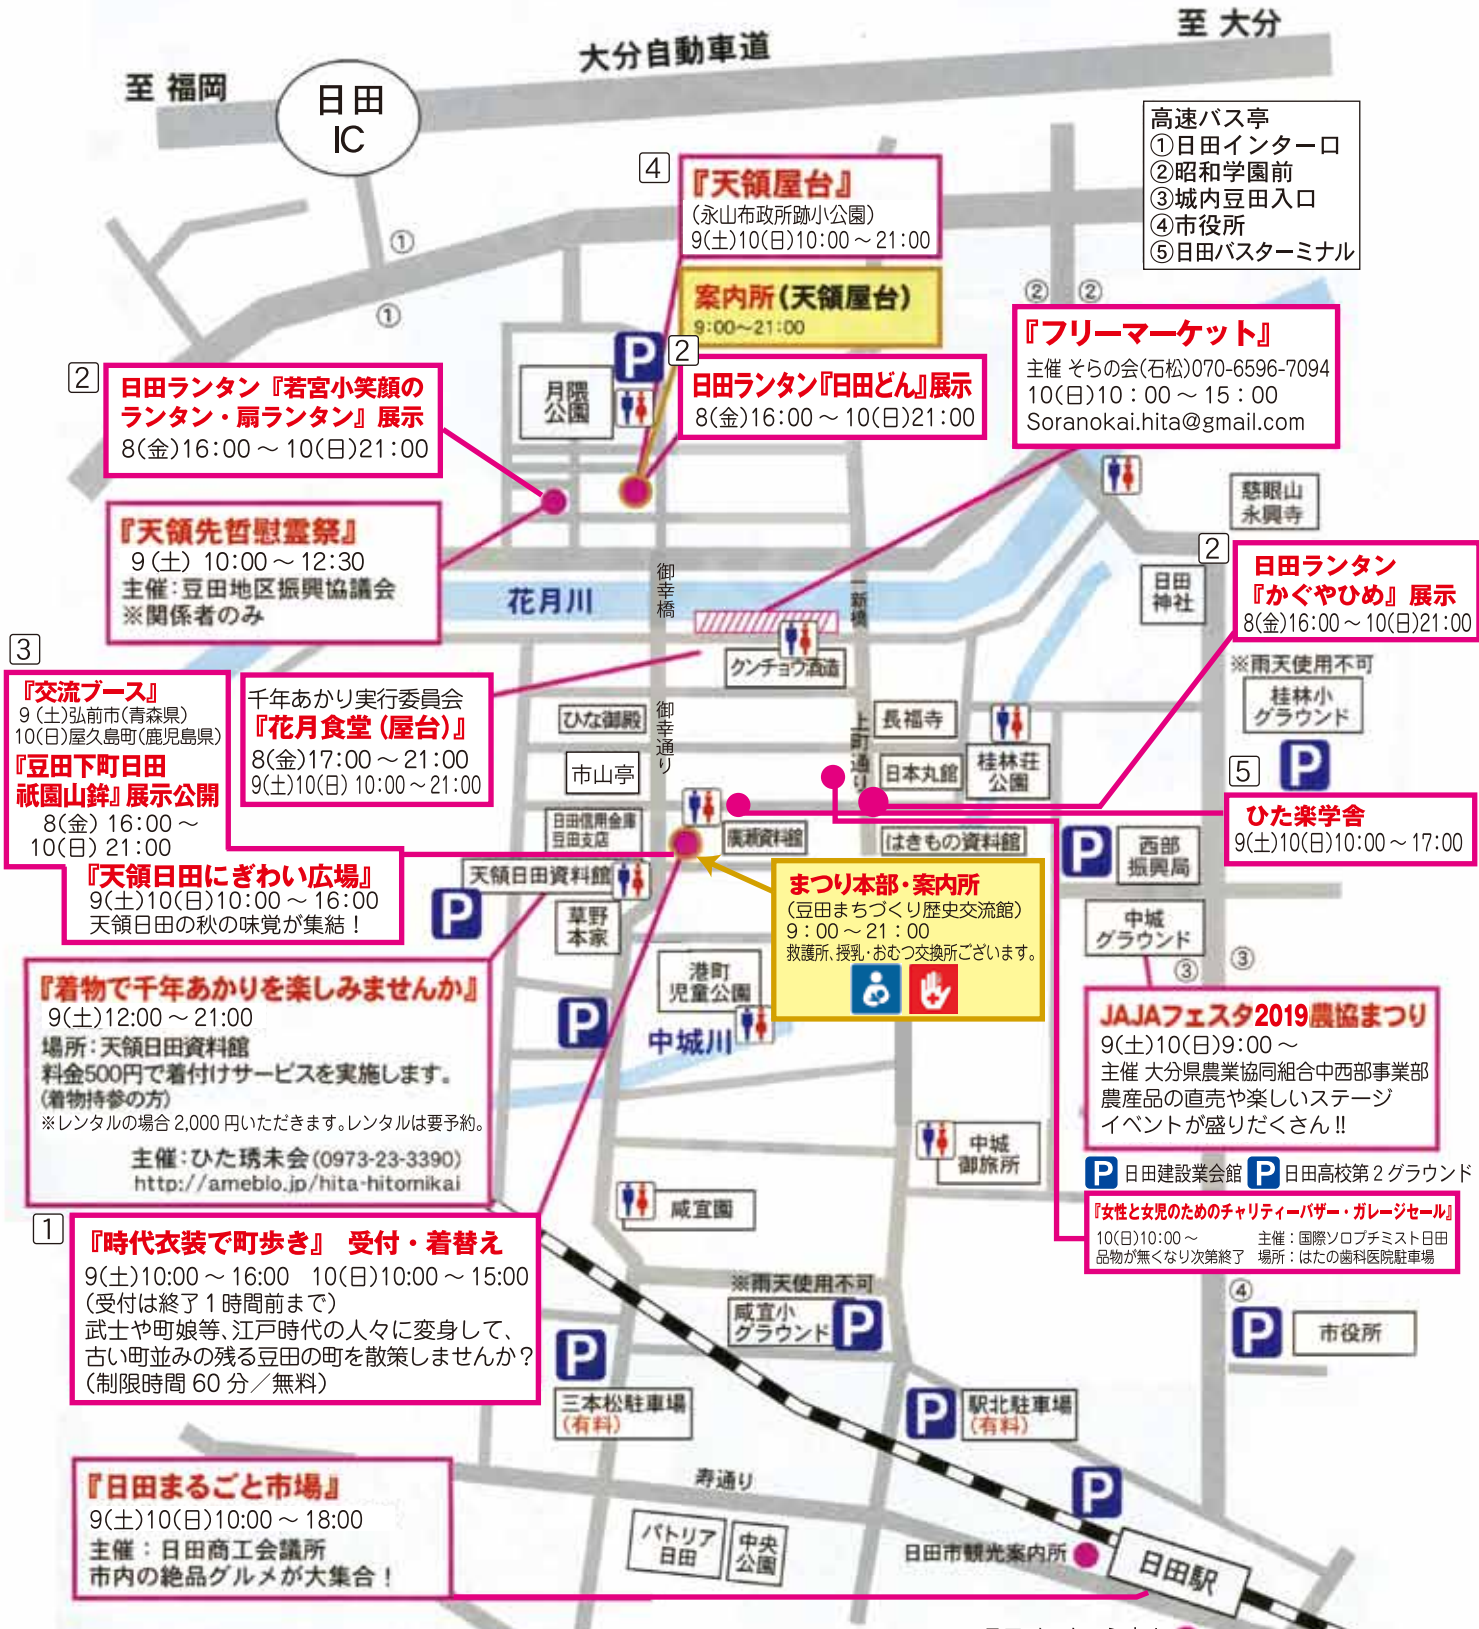 至 大分
大分自動車道
至 福岡
日田
IC
高速バス亭
①日田インター口
②昭和学園前
③城内豆田入口
④市役所
⑤日田バスターミナル
4
『天領屋台』
(永山布政所跡小公園)
9(土)10(日)10:00～21:00
①
①
案内所(天領屋台)
9:00～21:00
② ②
『フリーマーケット』
主催 そらの会(石松)070-6596-7094
10(日)10：00～15：00
Soranokai.hita@gmail.com
P
月隈
公園
2
日田ランタン『日田どん』展示
8(金)16:00～10(日)21:00
2
日田ランタン『若宮小笑顔の
ランタン・扇ランタン』展示
8(金)16:00～10(日)21:00
慈眼山
永興寺
『天領先哲慰霊祭』
9(土) 10:00～12:30
主催：豆田地区振興協議会
※関係者のみ
2
日田ランタン
『かぐやひめ』展示
8(金)16:00～10(日)21:00
日田
神社
花月川
御幸橋
一新橋
クンチョウ酒造
3
『交流ブース』
9(土)弘前市(青森県)
10(日)屋久島町(鹿児島県)
『豆田下町日田
祇園山鉾』展示公開
8(金) 16:00～
10(日) 21:00
『天領日田にぎわい広場』
9(土)10(日)10:00～16:00
天領日田の秋の味覚が集結！
千年あかり実行委員会
『花月食堂(屋台)』
8(金)17:00～21:00
9(土)10(日) 10:00～21:00
※雨天使用不可
桂林小
グラウンド
P
ひな御殿
御幸通り
上町通り
長福寺
市山亭
日本丸館
桂林荘
公園
5
ひた楽学舎
9(土)10(日)10:00～17:00
日田信用金庫
豆田支店
廣瀬資料館
はきもの資料館
P
西部
振興局
天領日田資料館
P
草野
本家
まつり本部・案内所
(豆田まちづくり歴史交流館)
9：00～21：00
救護所、授乳・おむつ交換所ございます。
中城
グラウンド
③
③
港町
児童公園
P
中城川
『着物で千年あかりを楽しみませんか』
9(土)12:00～21:00
場所：天領日田資料館
料金500円で着付けサービスを実施します。
(着物持参の方)
※レンタルの場合2,000円いただきます。レンタルは要予約。
主催：ひた琇未会(0973-23-3390)
http://ameblo.jp/hita-hitomikai
JAJAフェスタ2019農協まつり
9(土)10(日)9:00～
主催 大分県農業協同組合中西部事業部
農産品の直売や楽しいステージ
イベントが盛りだくさん!!
P 日田建設業会館 P 日田高校第2グラウンド
中城
御旅所
『女性と女児のためのチャリティーバザー・ガレージセール』
10(日)10:00～ 主催：国際ソロプチミスト日田
品物が無くなり次第終了 場所：はたの歯科医院駐車場
咸宜園
1
『時代衣装で町歩き』 受付・着替え
9(土)10:00～16:00 10(日)10:00～15:00
(受付は終了1時間前まで)
武士や町娘等、江戸時代の人々に変身して、
古い町並みの残る豆田の町を散策しませんか？
(制限時間60分／無料)
※雨天使用不可
咸宜小
グラウンド
P
④
P
市役所
P
三本松駐車場
(有料)
P
駅北駐車場
(有料)
『日田まるごと市場』
9(土)10(日)10:00～18:00
主催：日田商工会議所
市内の絶品グルメが大集合！
寿通り
P
パトリア
日田
中央
公園
日田市観光案内所
日田駅